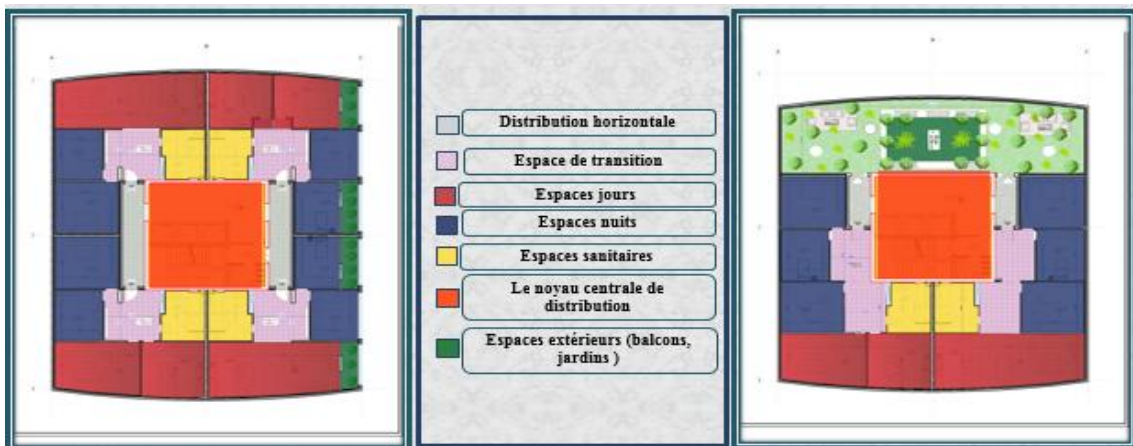 Distribution horizontale
Espace de transition
Espaces jours
Espaces nuits
Espaces sanitaires
Le noyau centrale de
distribution
Espaces extérieurs (balcons,
jardins )